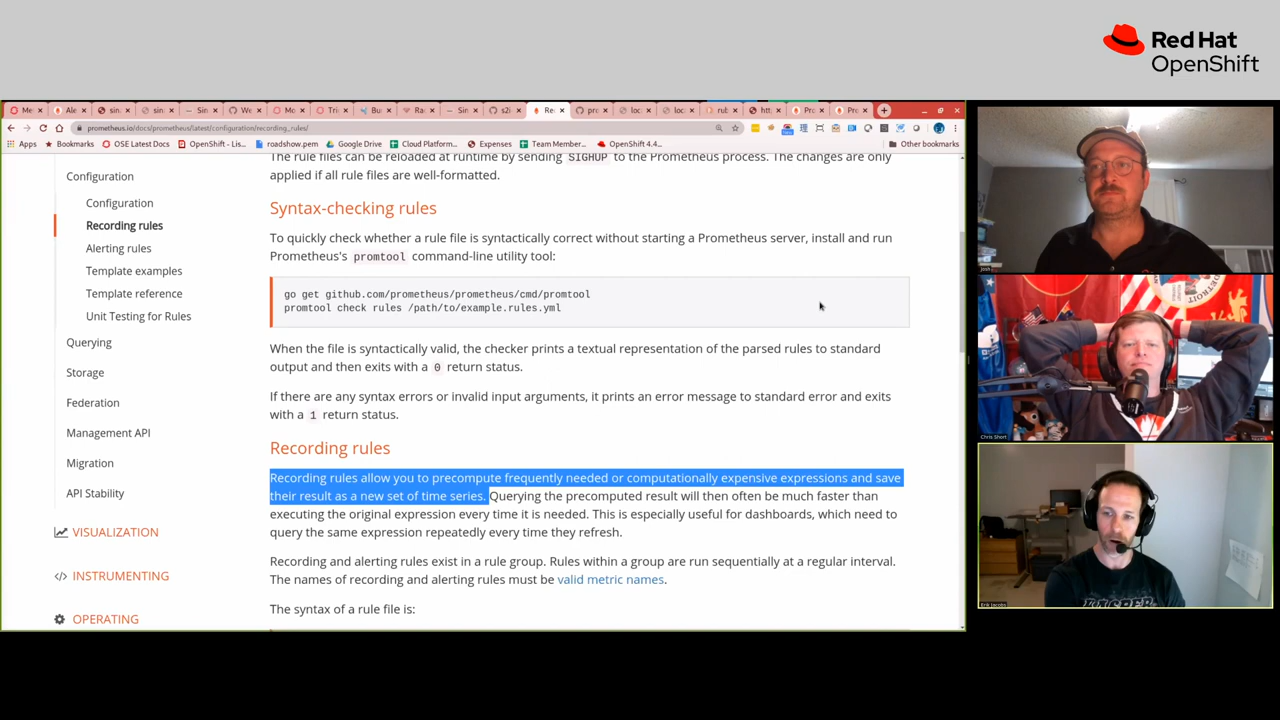 Red Hat
OpenShift
prometheus.io/docs/prometheus/latest/configuration/recording_rules/
Apps
Bookmarks
OSE Latest Docs
OpenShift - Lis...
roadshow.pem
Google Drive
Cloud Platform...
Expenses
Team Member...
OpenShift 4.4...
Other bookmarks
Configuration
Configuration
Recording rules
Alerting rules
Template examples
Template reference
Unit Testing for Rules
Querying
Storage
Federation
Management API
Migration
API Stability
VISUALIZATION
INSTRUMENTING
OPERATING
The rule files can be reloaded at runtime by sending SIGHUP to the Prometheus process. The changes are only
applied if all rule files are well-formatted.
Syntax-checking rules
To quickly check whether a rule file is syntactically correct without starting a Prometheus server, install and run
Prometheus's promtool command-line utility tool:
go get github.com/prometheus/prometheus/cmd/promtool
promtool check rules /path/to/example.rules.yml
When the file is syntactically valid, the checker prints a textual representation of the parsed rules to standard
output and then exits with a 0 return status.
If there are any syntax errors or invalid input arguments, it prints an error message to standard error and exits
with a 1 return status.
Recording rules
Recording rules allow you to precompute frequently needed or computationally expensive expressions and save
their result as a new set of time series. Querying the precomputed result will then often be much faster than
executing the original expression every time it is needed. This is especially useful for dashboards, which need to
query the same expression repeatedly every time they refresh.
Recording and alerting rules exist in a rule group. Rules within a group are run sequentially at a regular interval.
The names of recording and alerting rules must be valid metric names.
The syntax of a rule file is:
Josh
Chris Short
Erik Jacobs